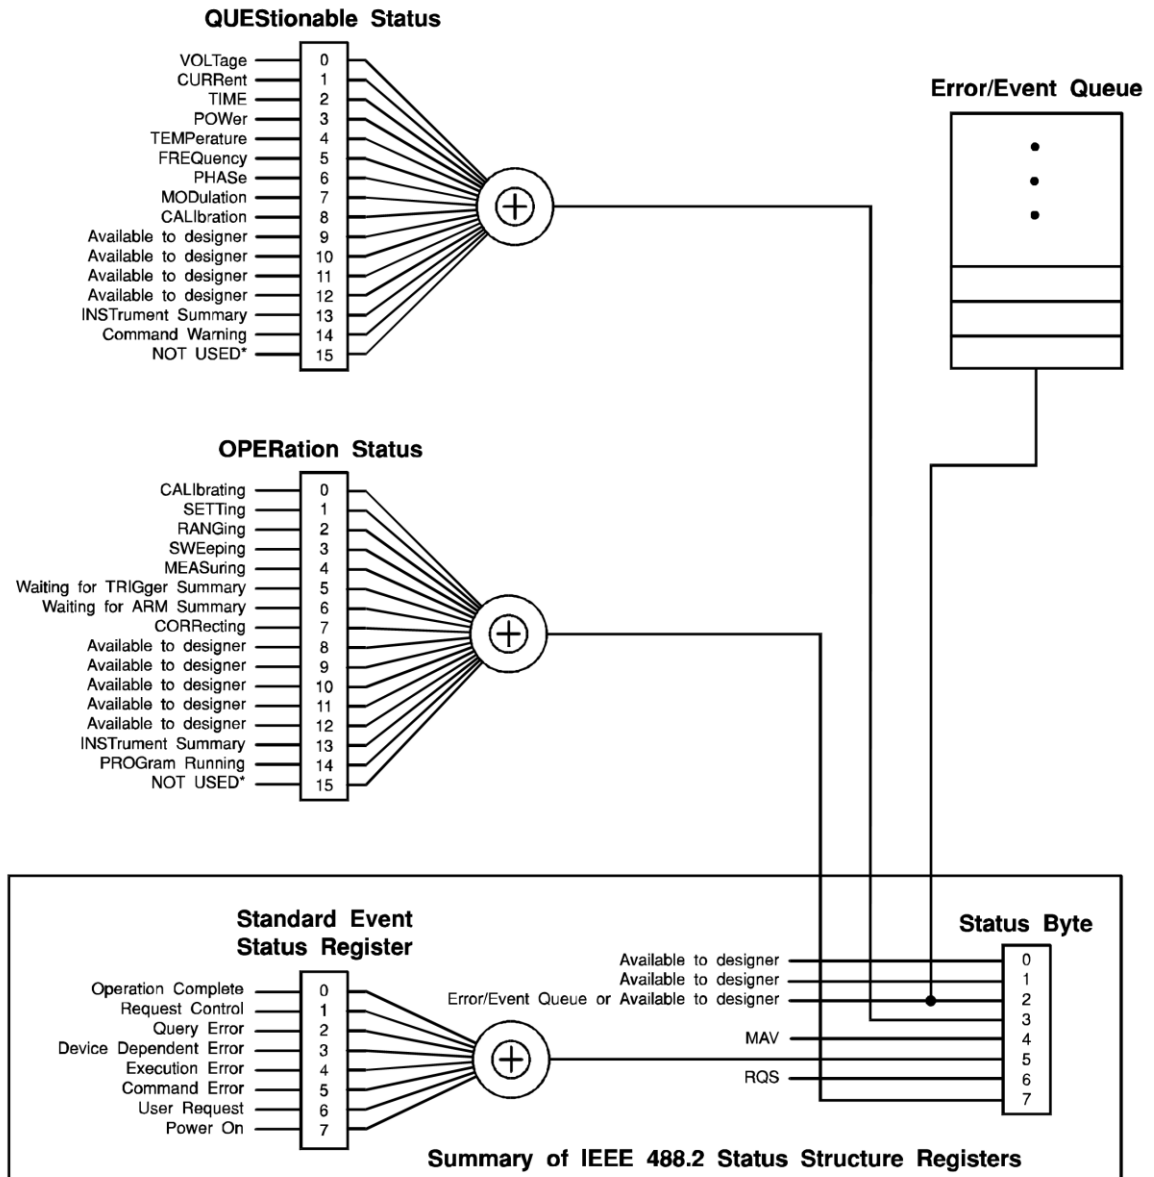 QUEStionable Status
VOLTage 0
CURRent 1
TIME 2
POWer 3
TEMPerature 4
FREQuency 5
PHASe 6
MODulation 7
CALIbration 8
Available to designer 9
Available to designer 10
Available to designer 11
Available to designer 12
INSTrument Summary 13
Command Warning 14
NOT USED* 15
Error/Event Queue
OPERation Status
CALIbrating 0
SETTing 1
RANGing 2
SWEeping 3
MEASuring 4
Waiting for TRIGger Summary 5
Waiting for ARM Summary 6
CORRecting 7
Available to designer 8
Available to designer 9
Available to designer 10
Available to designer 11
Available to designer 12
INSTrument Summary 13
PROGram Running 14
NOT USED* 15
Standard Event
Status Register
Operation Complete 0
Request Control 1
Query Error 2
Device Dependent Error 3
Execution Error 4
Command Error 5
User Request 6
Power On 7
Status Byte
Available to designer 0
Available to designer 1
Error/Event Queue or Available to designer 2
3
MAV 4
5
RQS 6
7
Summary of IEEE 488.2 Status Structure Registers